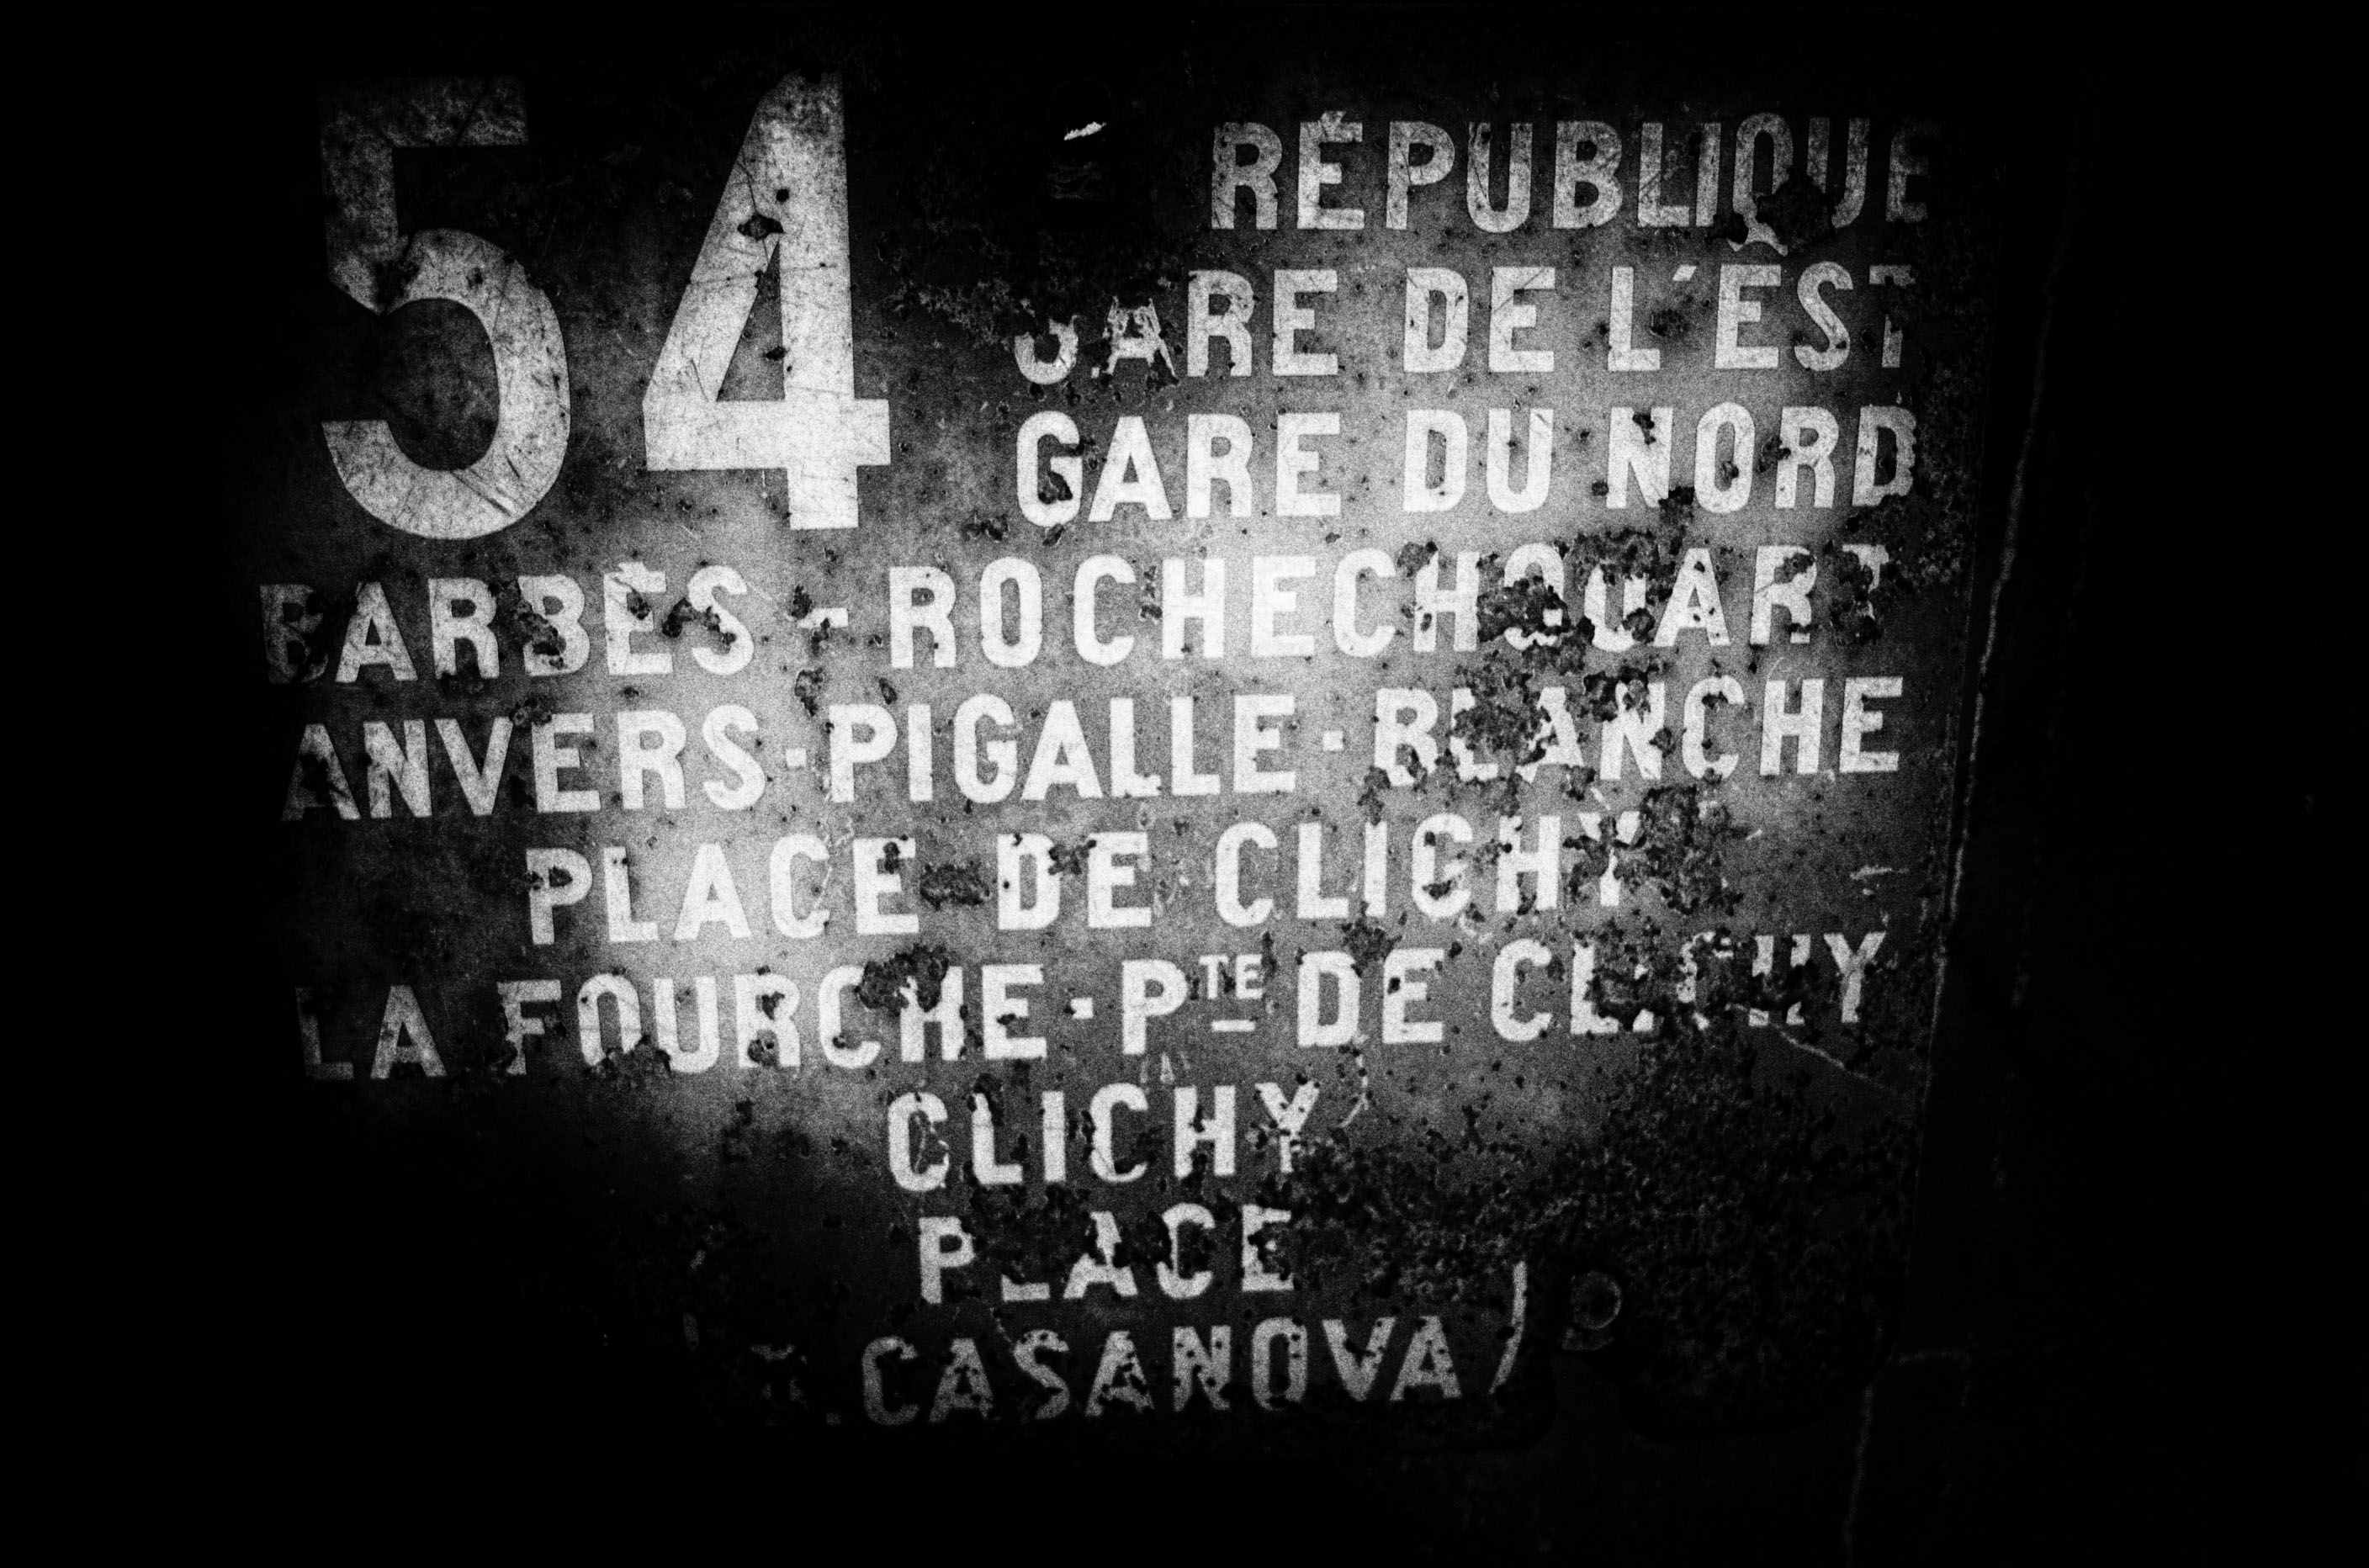 54
RÉPUBLIQUE
GARE DE L'EST
GARE DU NORD
BARBÈS - ROCHECHOUART
ANVERS · PIGALLE · BLANCHE
PLACE DE CLICHY
LA FOURCHE · PTE DE CLICHY
CLICHY
PLACE
CASANOVA)